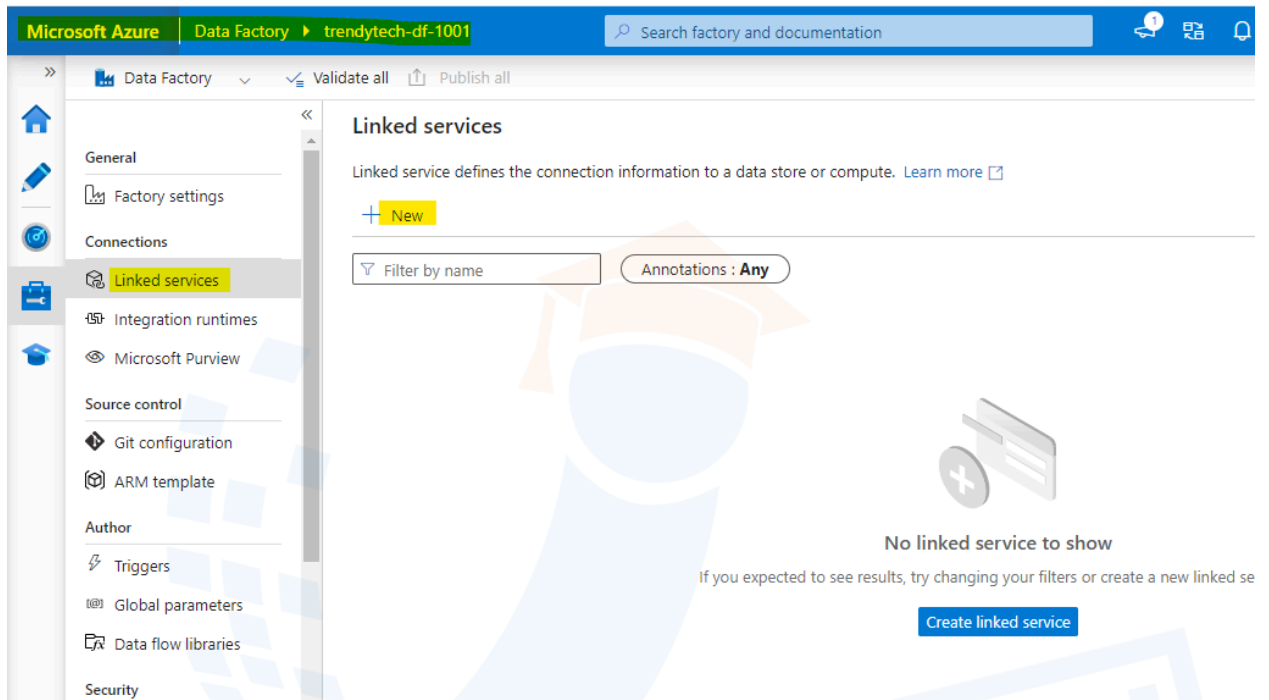 Microsoft Azure Data Factory trendytech-df-1001 Search factory and documentation 1
Data Factory Validate all Publish all
General
Factory settings
Connections
Linked services
Integration runtimes
Microsoft Purview
Source control
Git configuration
ARM template
Author
Triggers
Global parameters
Data flow libraries
Security
Linked services
Linked service defines the connection information to a data store or compute. Learn more
New
Filter by name Annotations : Any
No linked service to show
If you expected to see results, try changing your filters or create a new linked se
Create linked service